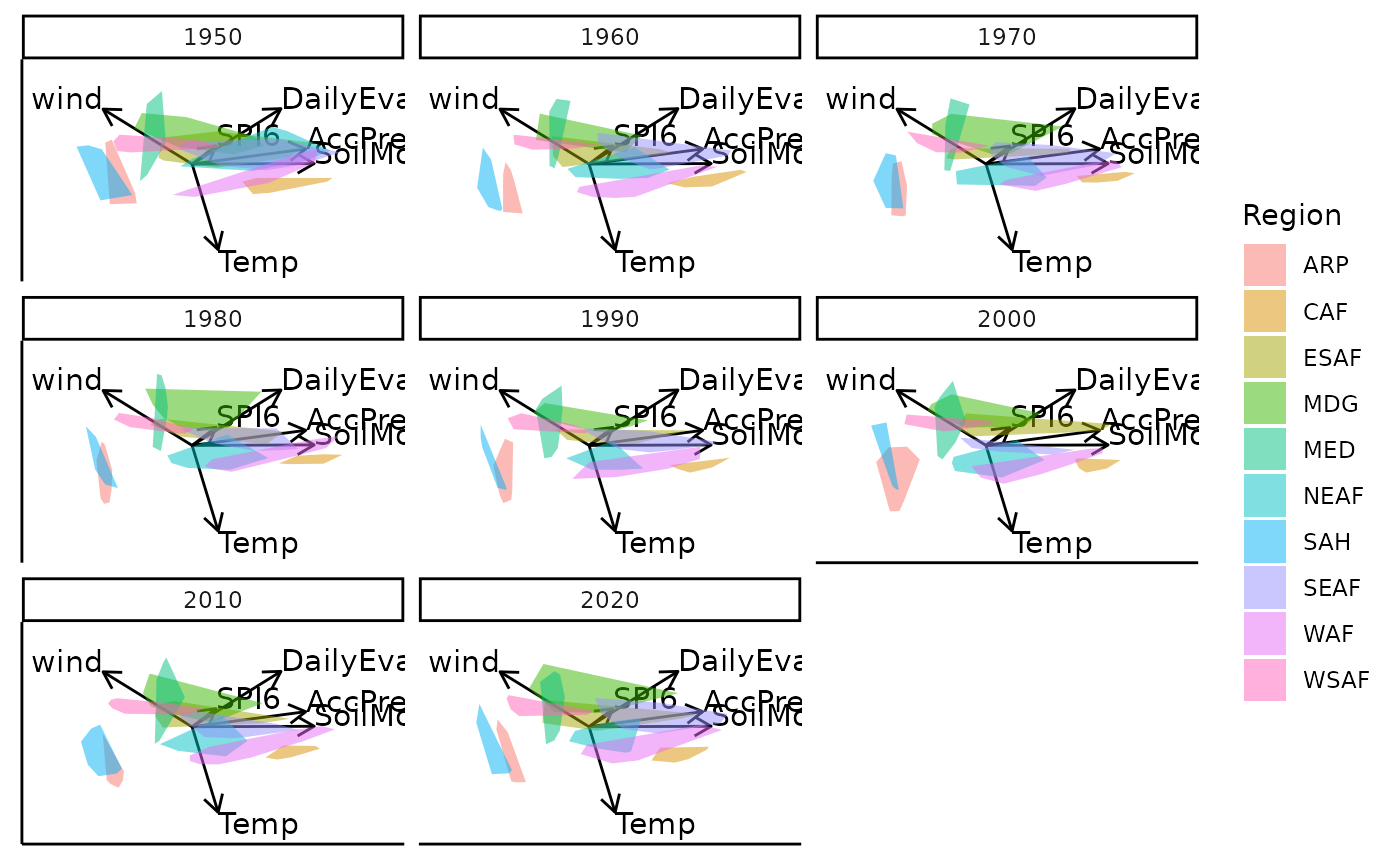 1950
1960
1970
wind
DailyEva
SPI6
AccPre
SoilMo
Temp
wind
DailyEva
SPI6
AccPre
SoilMo
Temp
wind
DailyEva
SPI6
AccPre
SoilMo
Temp
1980
1990
2000
wind
DailyEva
SPI6
AccPre
SoilMo
Temp
wind
DailyEva
SPI6
AccPre
SoilMo
Temp
wind
DailyEva
SPI6
AccPre
SoilMo
Temp
2010
2020
wind
DailyEva
SPI6
AccPre
SoilMo
Temp
wind
DailyEva
SPI6
AccPre
SoilMo
Temp
Region
ARP
CAF
ESAF
MDG
MED
NEAF
SAH
SEAF
WAF
WSAF